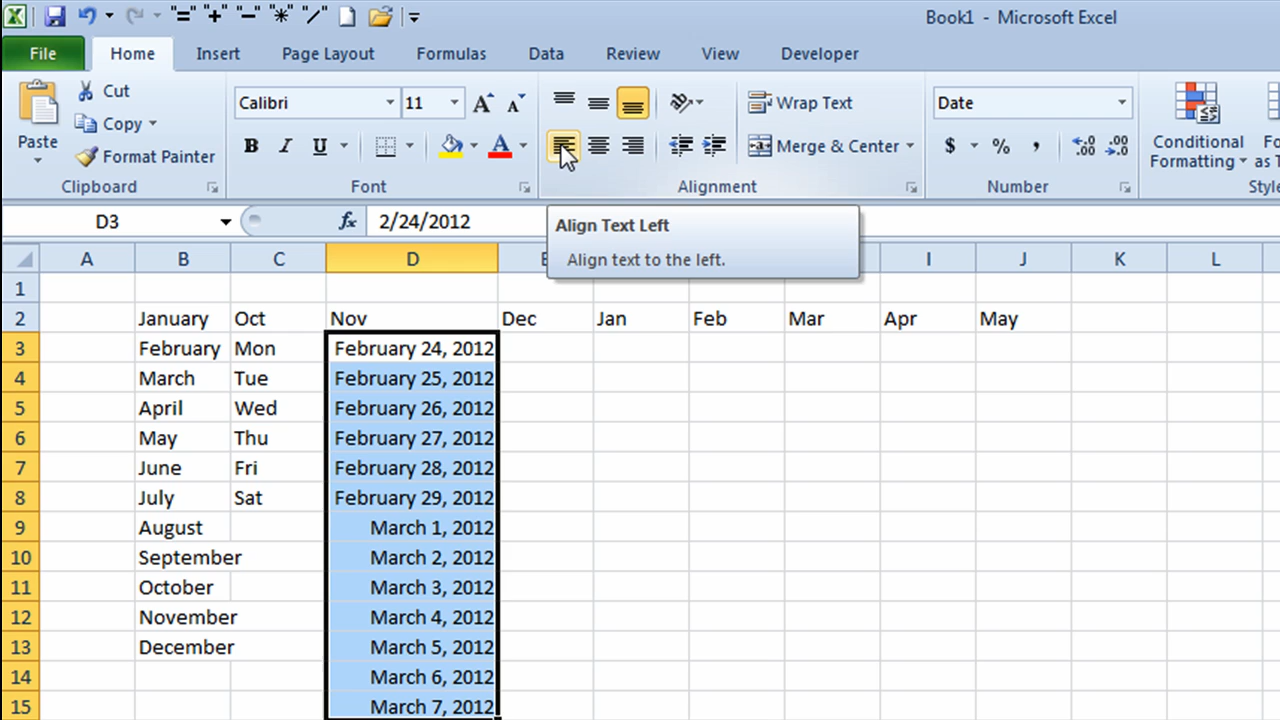 "=" "+" "−" "*" "/" Book1 - Microsoft Excel
File Home Insert Page Layout Formulas Data Review View Developer
Paste Cut Copy Format Painter
Clipboard
Calibri 11 A A
B I U A
Font
Wrap Text
Merge & Center
Alignment
Date
$ % , .00 .00
Number
Conditional
Formatting
as T
D3 fx 2/24/2012
Align Text Left
Align text to the left.
A B C D I J K L
1
2 January Oct Nov Dec Jan Feb Mar Apr May
3 February Mon February 24, 2012
4 March Tue February 25, 2012
5 April Wed February 26, 2012
6 May Thu February 27, 2012
7 June Fri February 28, 2012
8 July Sat February 29, 2012
9 August March 1, 2012
10 September March 2, 2012
11 October March 3, 2012
12 November March 4, 2012
13 December March 5, 2012
14 March 6, 2012
15 March 7, 2012